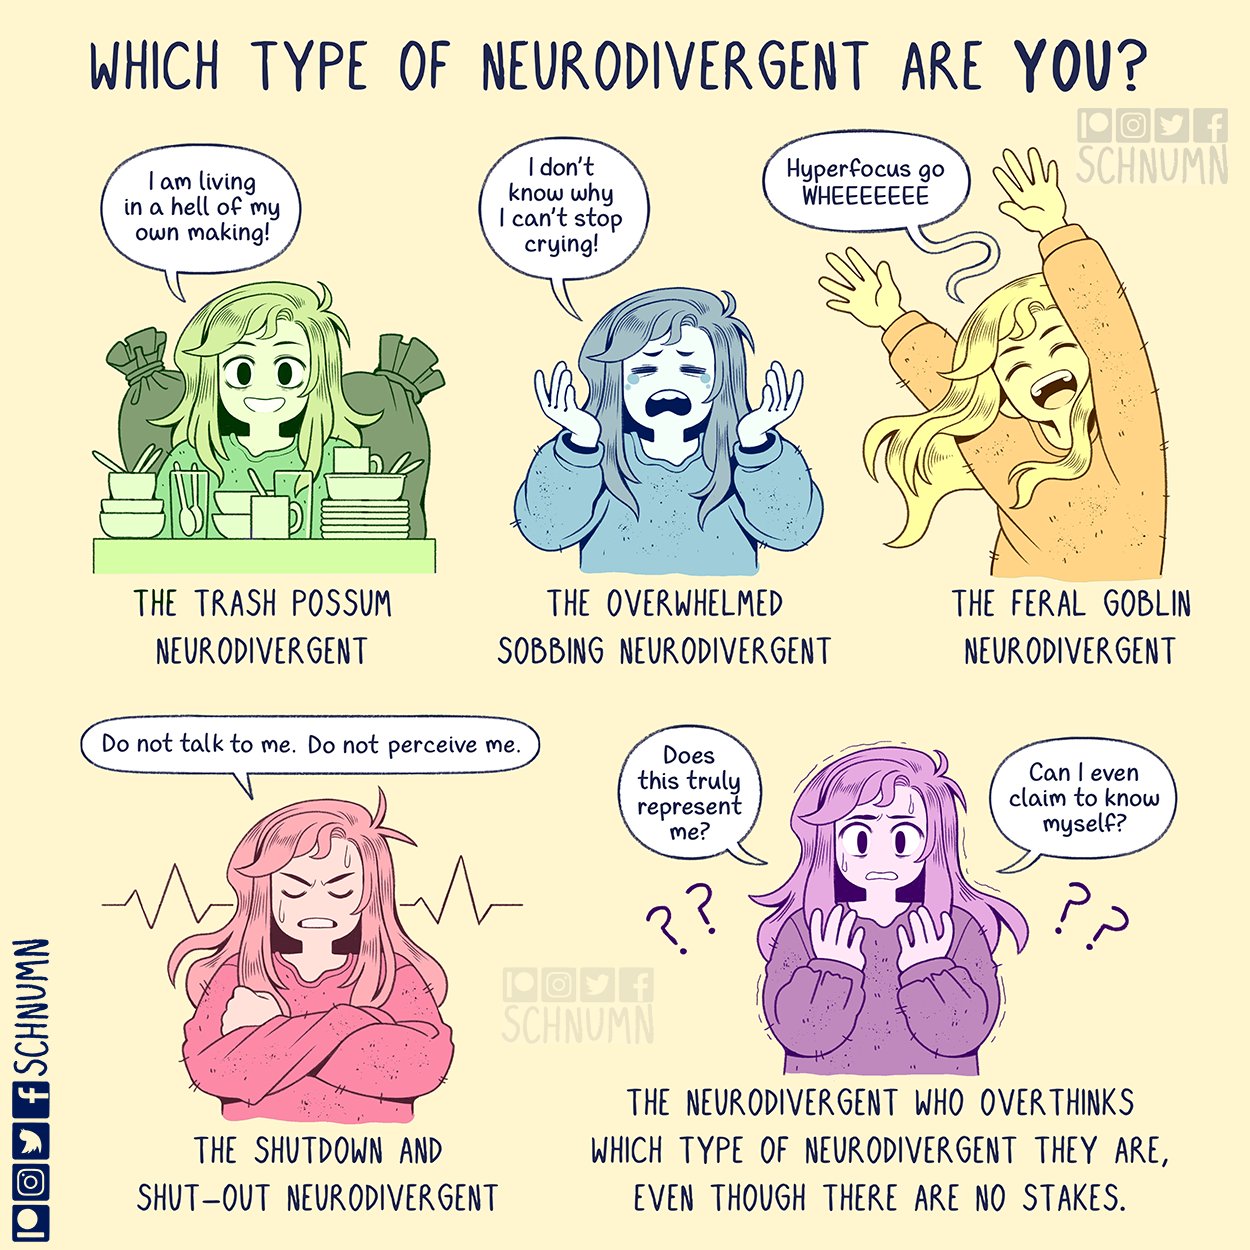 WHICH TYPE OF NEURODIVERGENT ARE YOU?
SCHNUMN
I am living
in a hell of my
own making!
I don't
know why
I can't stop
crying!
Hyperfocus go
WHEEEEEEE
THE TRASH POSSUM
NEURODIVERGENT
THE OVERWHELMED
SOBBING NEURODIVERGENT
THE FERAL GOBLIN
NEURODIVERGENT
Do not talk to me. Do not perceive me.
Does
this truly
represent
me?
Can I even
claim to know
myself?
??
??
SCHNUMN
SCHNUMN
THE SHUTDOWN AND
SHUT-OUT NEURODIVERGENT
THE NEURODIVERGENT WHO OVERTHINKS
WHICH TYPE OF NEURODIVERGENT THEY ARE,
EVEN THOUGH THERE ARE NO STAKES.